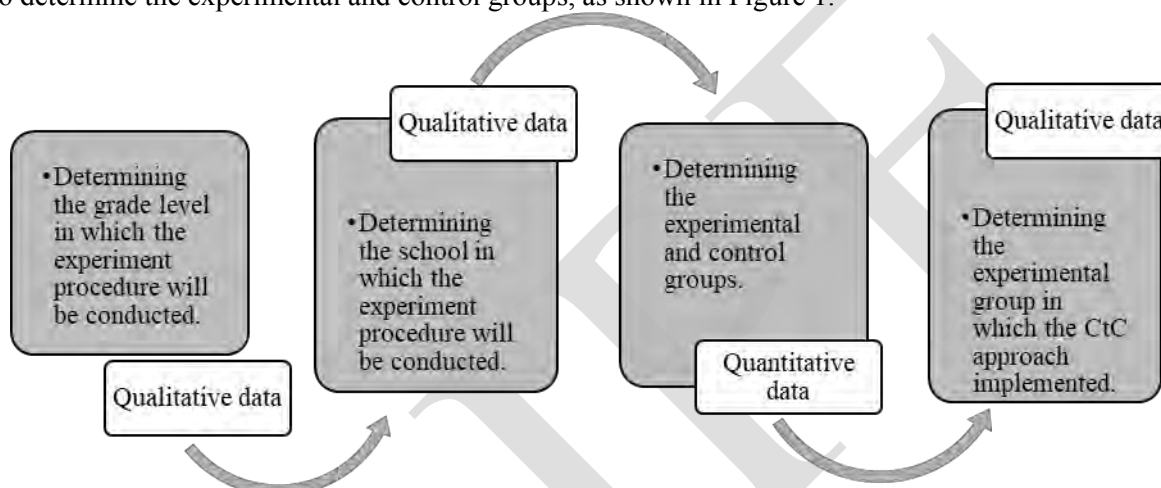 o determine the experimental and control groups, as shown in Figure 1.
•Determining
the grade level
in which the
experiment
procedure will
be conducted.
Qualitative data
Qualitative data
•Determining
the school in
which the
experiment
procedure will
be conducted.
•Determining
the
experimental
and control
groups.
Quantitative
data
Qualitative data
•Determining
the
experimental
group in
which the CtC
approach
implemented.